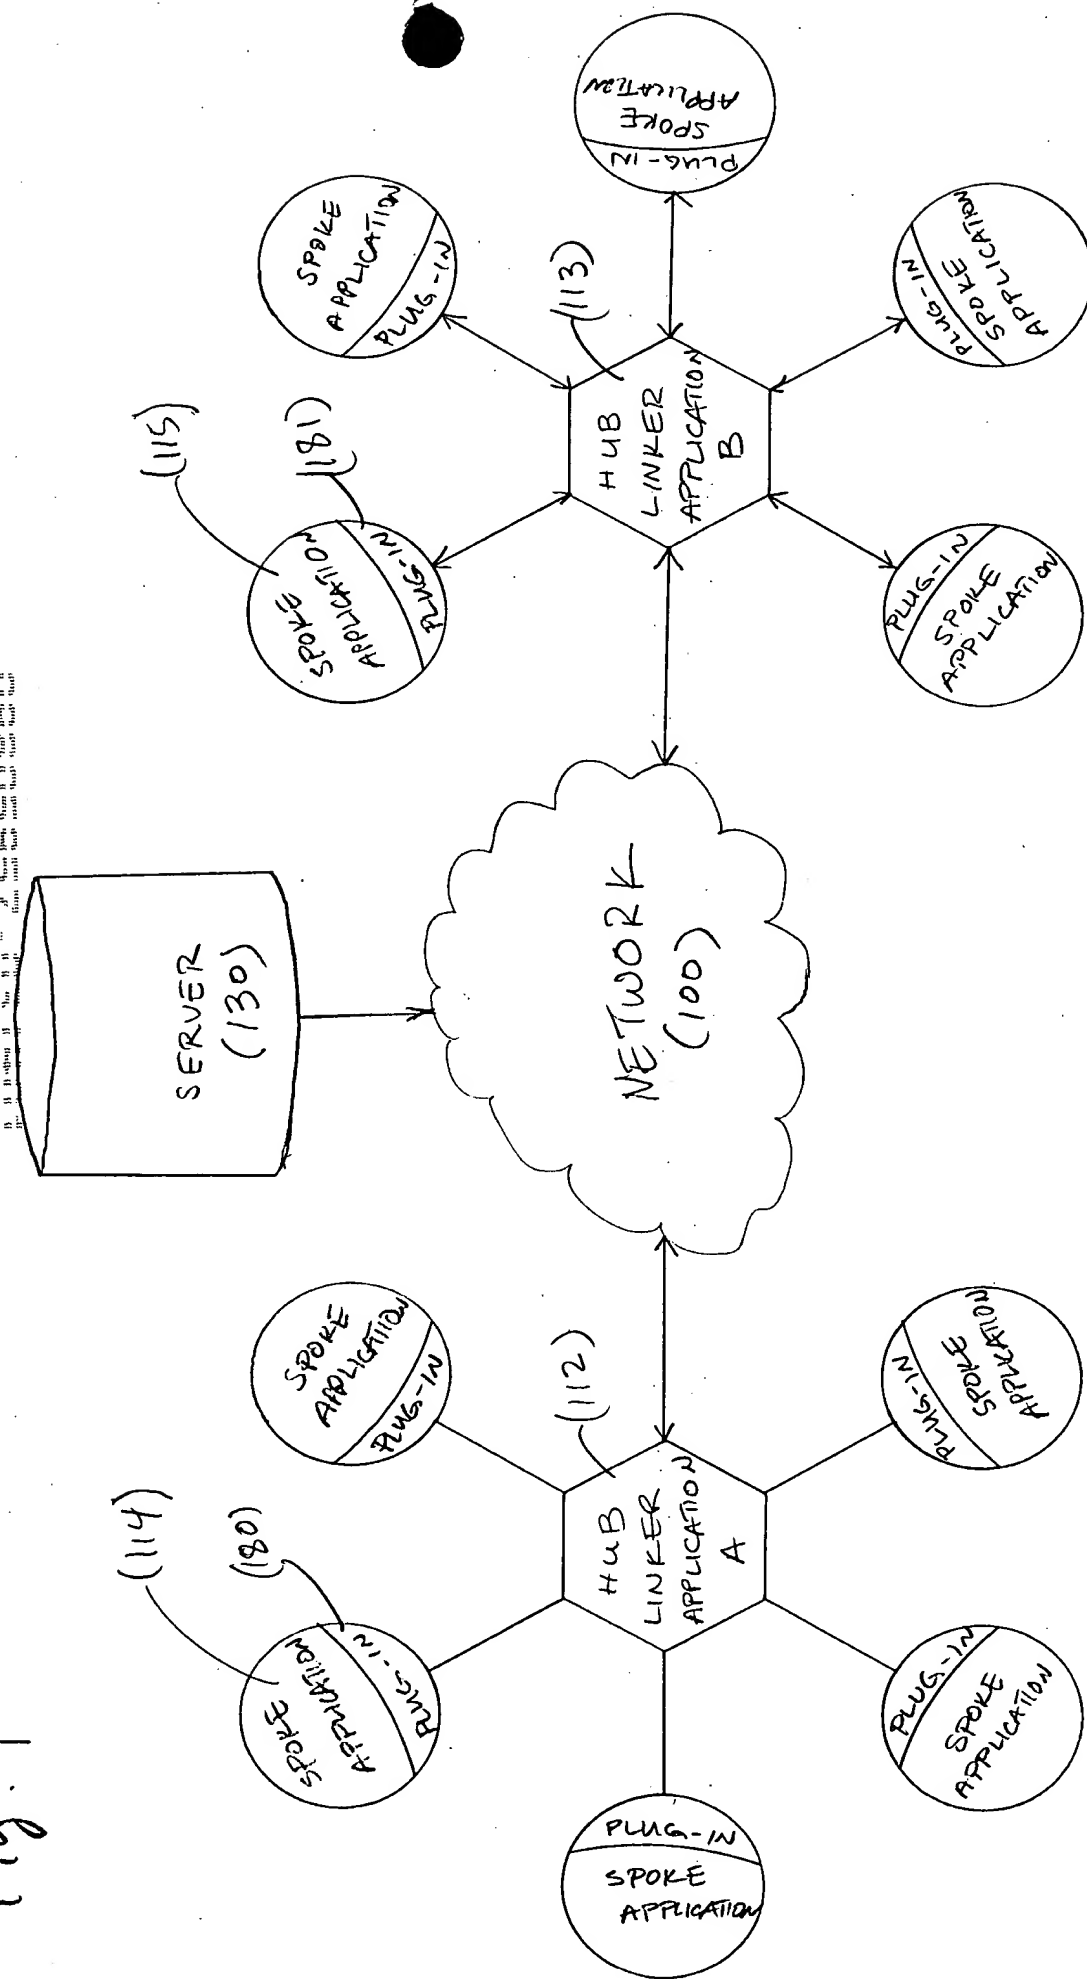 Fig. 1
SERVER
(130)
NETWORK
(100)
(114)
SPOKE
APPLICATION
PLUG-IN
(180)
SPOKE
APPLICATION
PLUG-IN
PLUG-IN
SPOKE
APPLICATION
HUB
LINKER
APPLICATION
A
(112)
PLUG-IN
SPOKE
APPLICATION
PLUG-IN
SPOKE
APPLICATION
(115)
SPOKE
APPLICATION
PLUG-IN
(181)
SPOKE
APPLICATION
PLUG-IN
HUB
LINKER
APPLICATION
B
(113)
PLUG-IN
SPOKE
APPLICATION
PLUG-IN
SPOKE
APPLICATION
PLUG-IN
SPOKE
APPLICATION